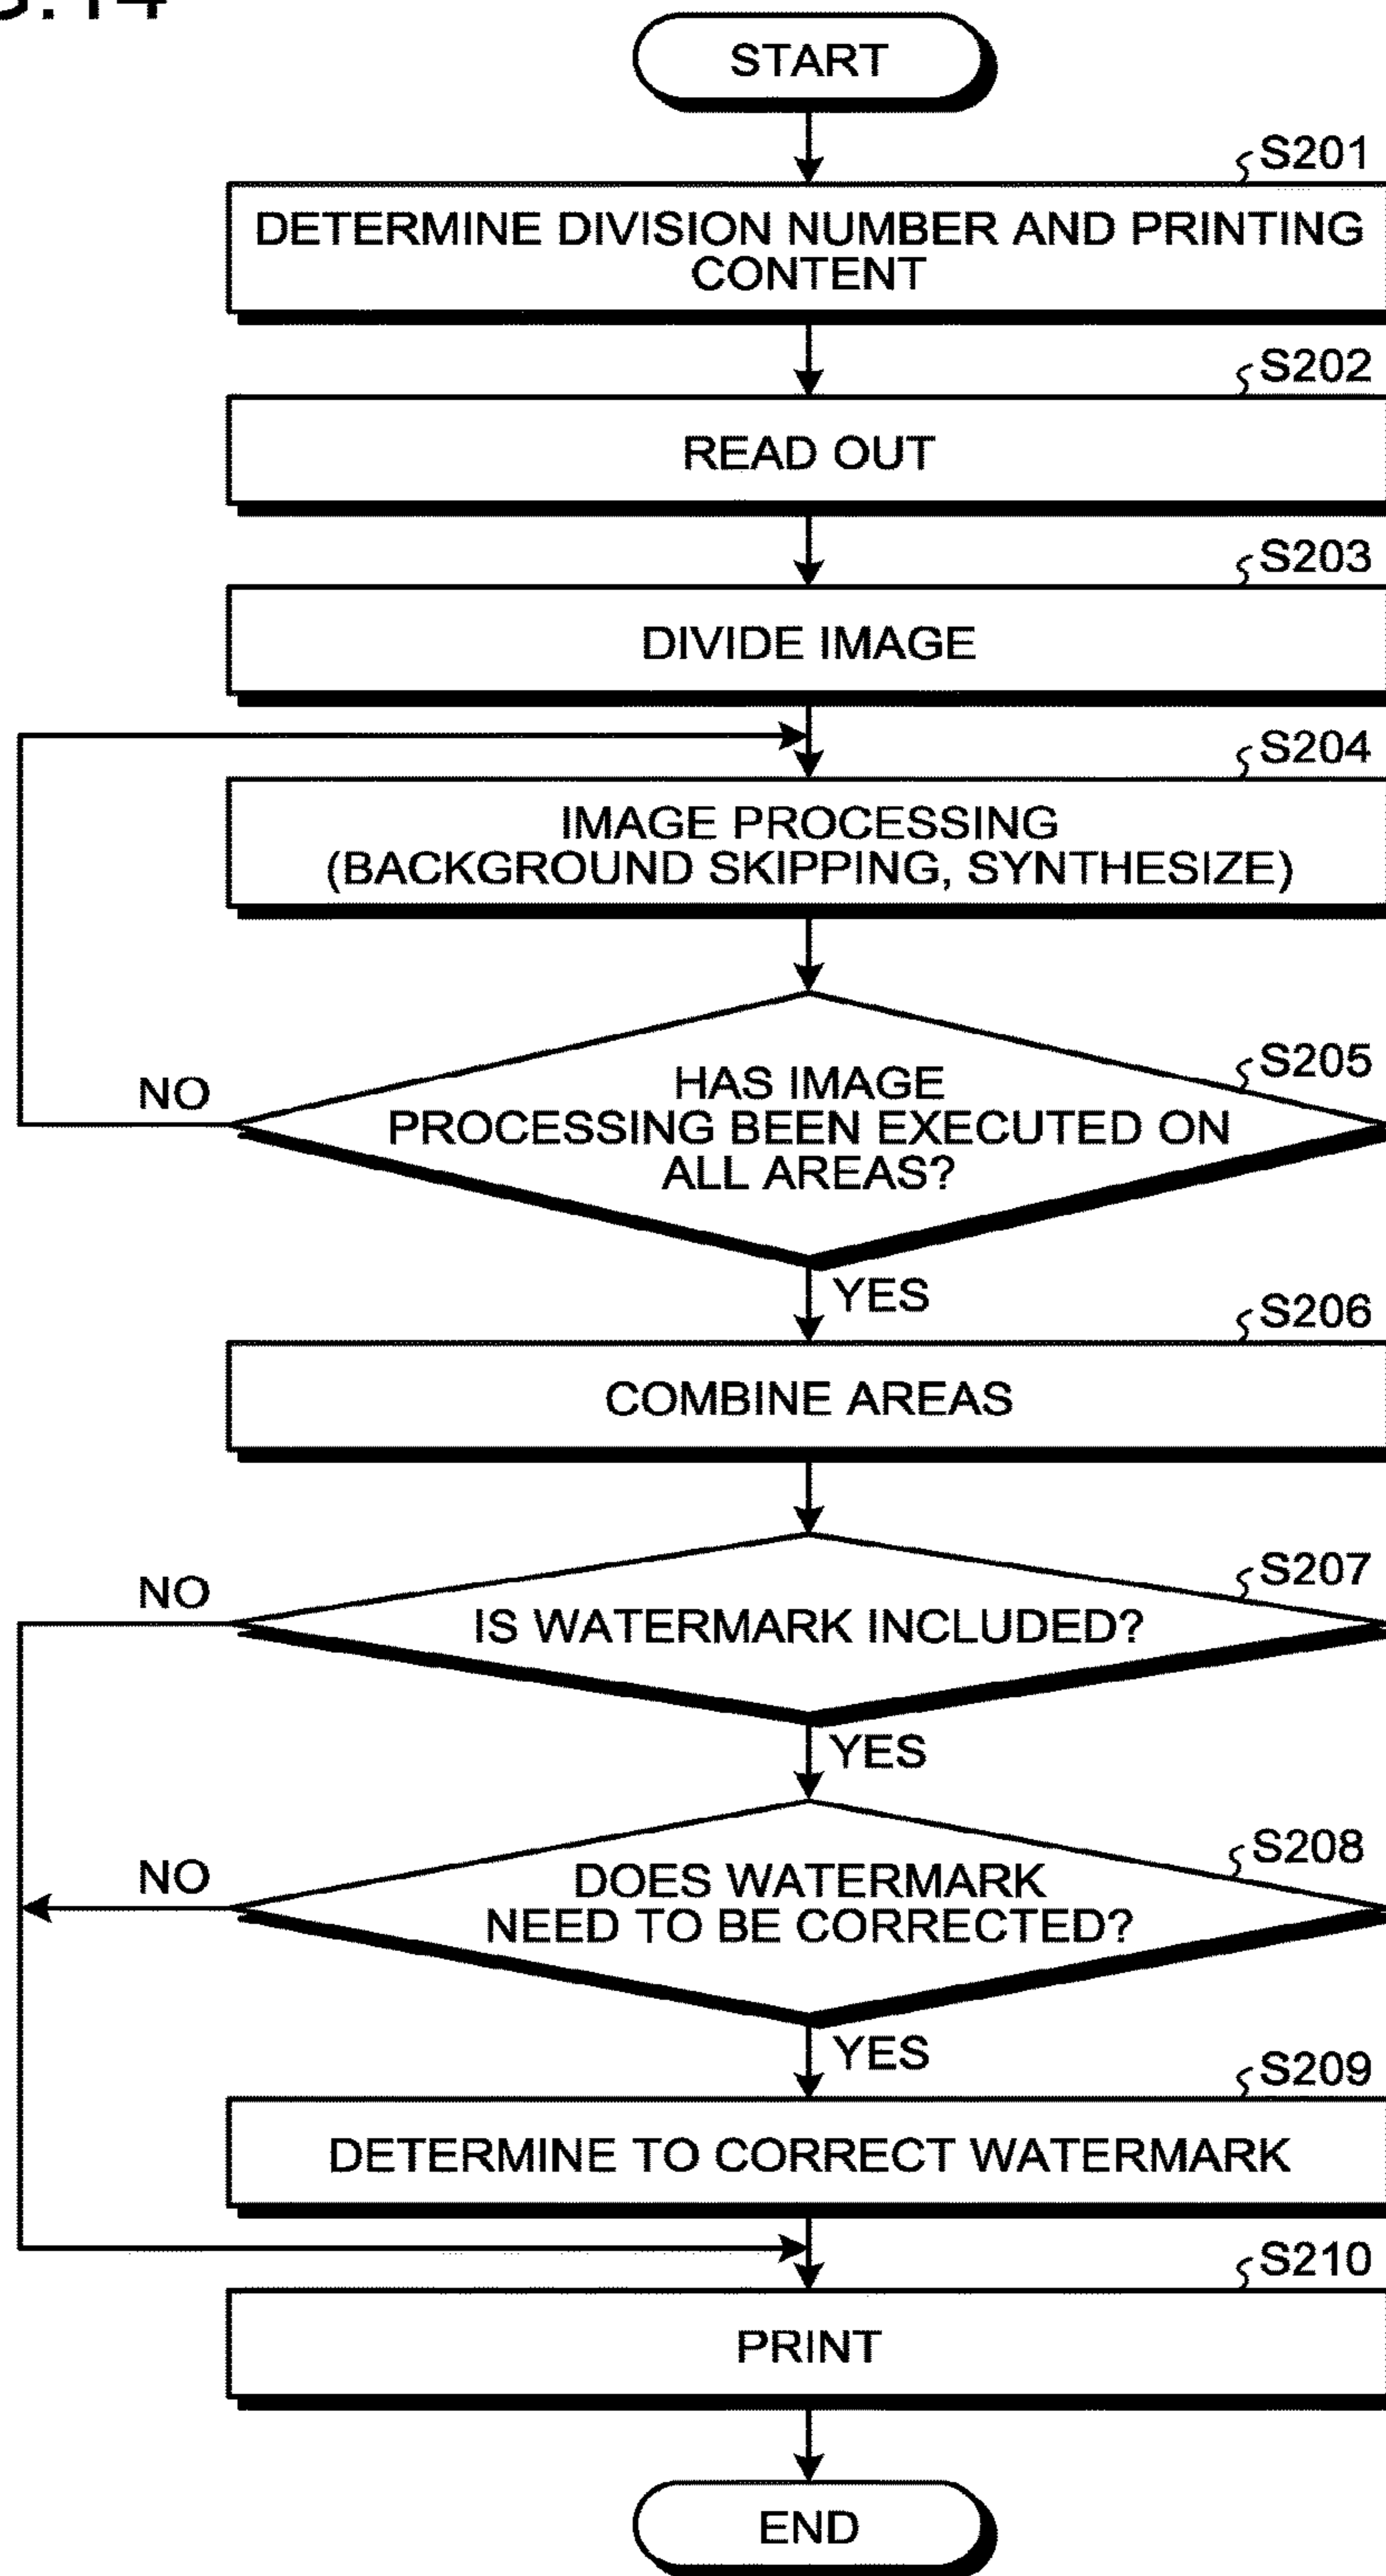 START
S201
DETERMINE DIVISION NUMBER AND PRINTING
CONTENT
S202
READ OUT
S203
DIVIDE IMAGE
S204
IMAGE PROCESSING
(BACKGROUND SKIPPING, SYNTHESIZE)
S205
HAS IMAGE
PROCESSING BEEN EXECUTED ON
ALL AREAS?
NO
YES
S206
COMBINE AREAS
S207
NO
IS WATERMARK INCLUDED?
YES
S208
NO
DOES WATERMARK
NEED TO BE CORRECTED?
YES
S209
DETERMINE TO CORRECT WATERMARK
S210
PRINT
END